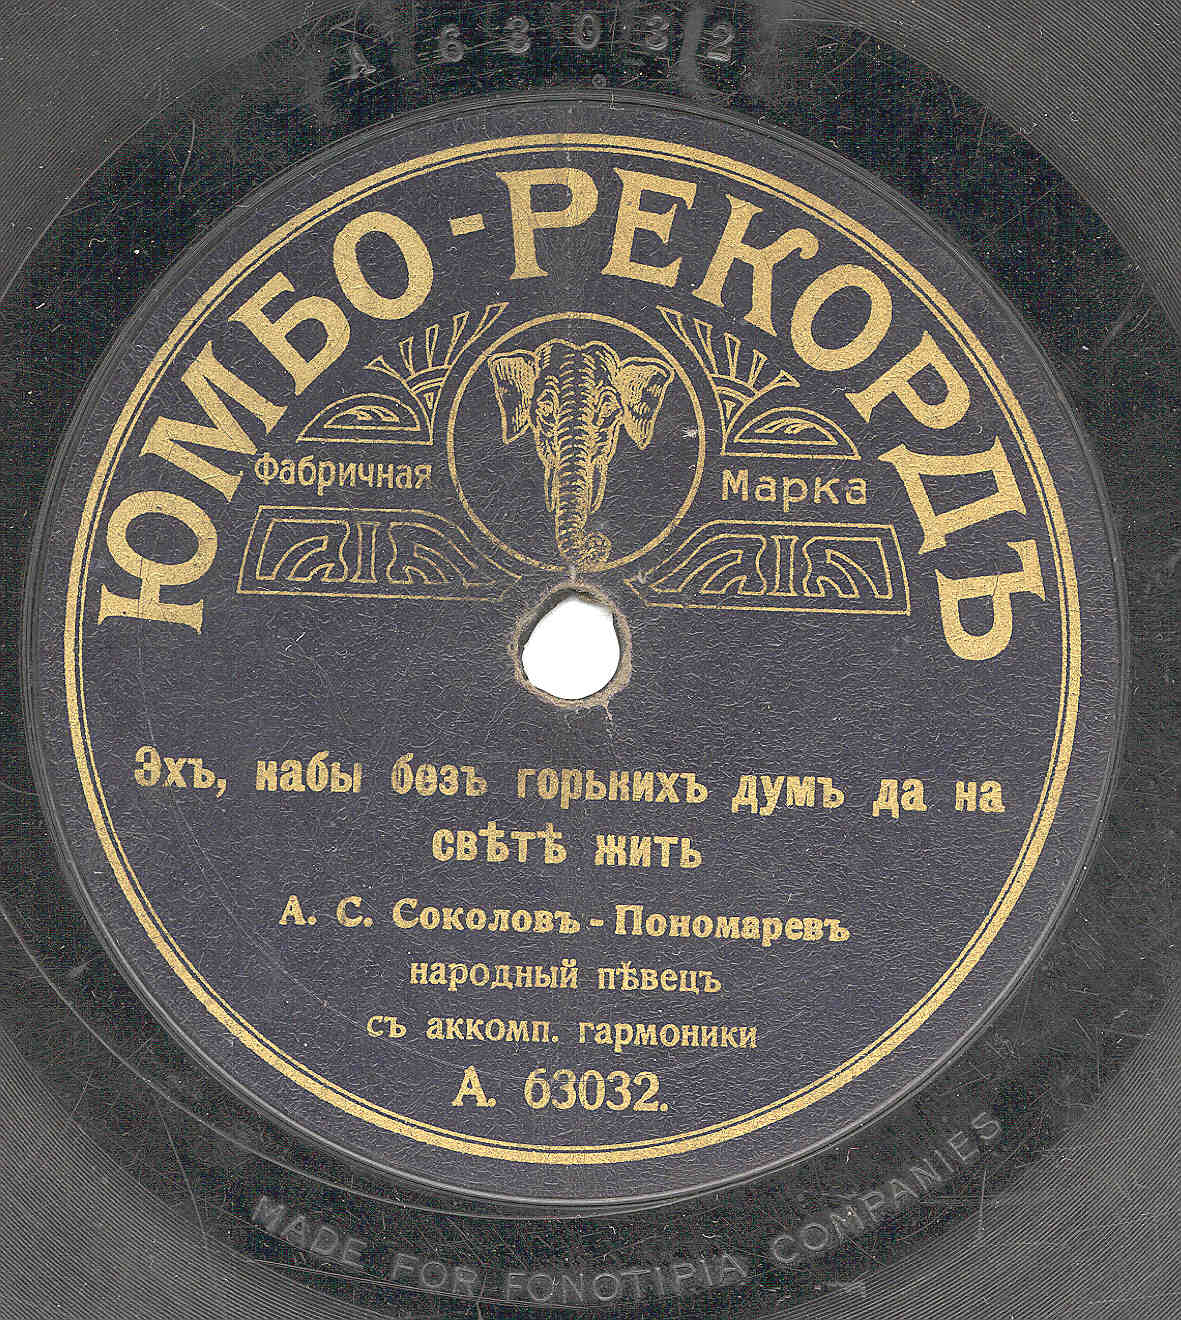 A 63032
ЮМБО-РЕКОРДЪ
Фабричная Марка
Эхъ, кабы безъ горькихъ думъ да на
свѣтѣ жить
А. С. Соколовъ-Пономаревъ
народный пѣвецъ
съ аккомп. гармоники
А. 63032.
MADE FOR FONOTIPIA COMPANIES